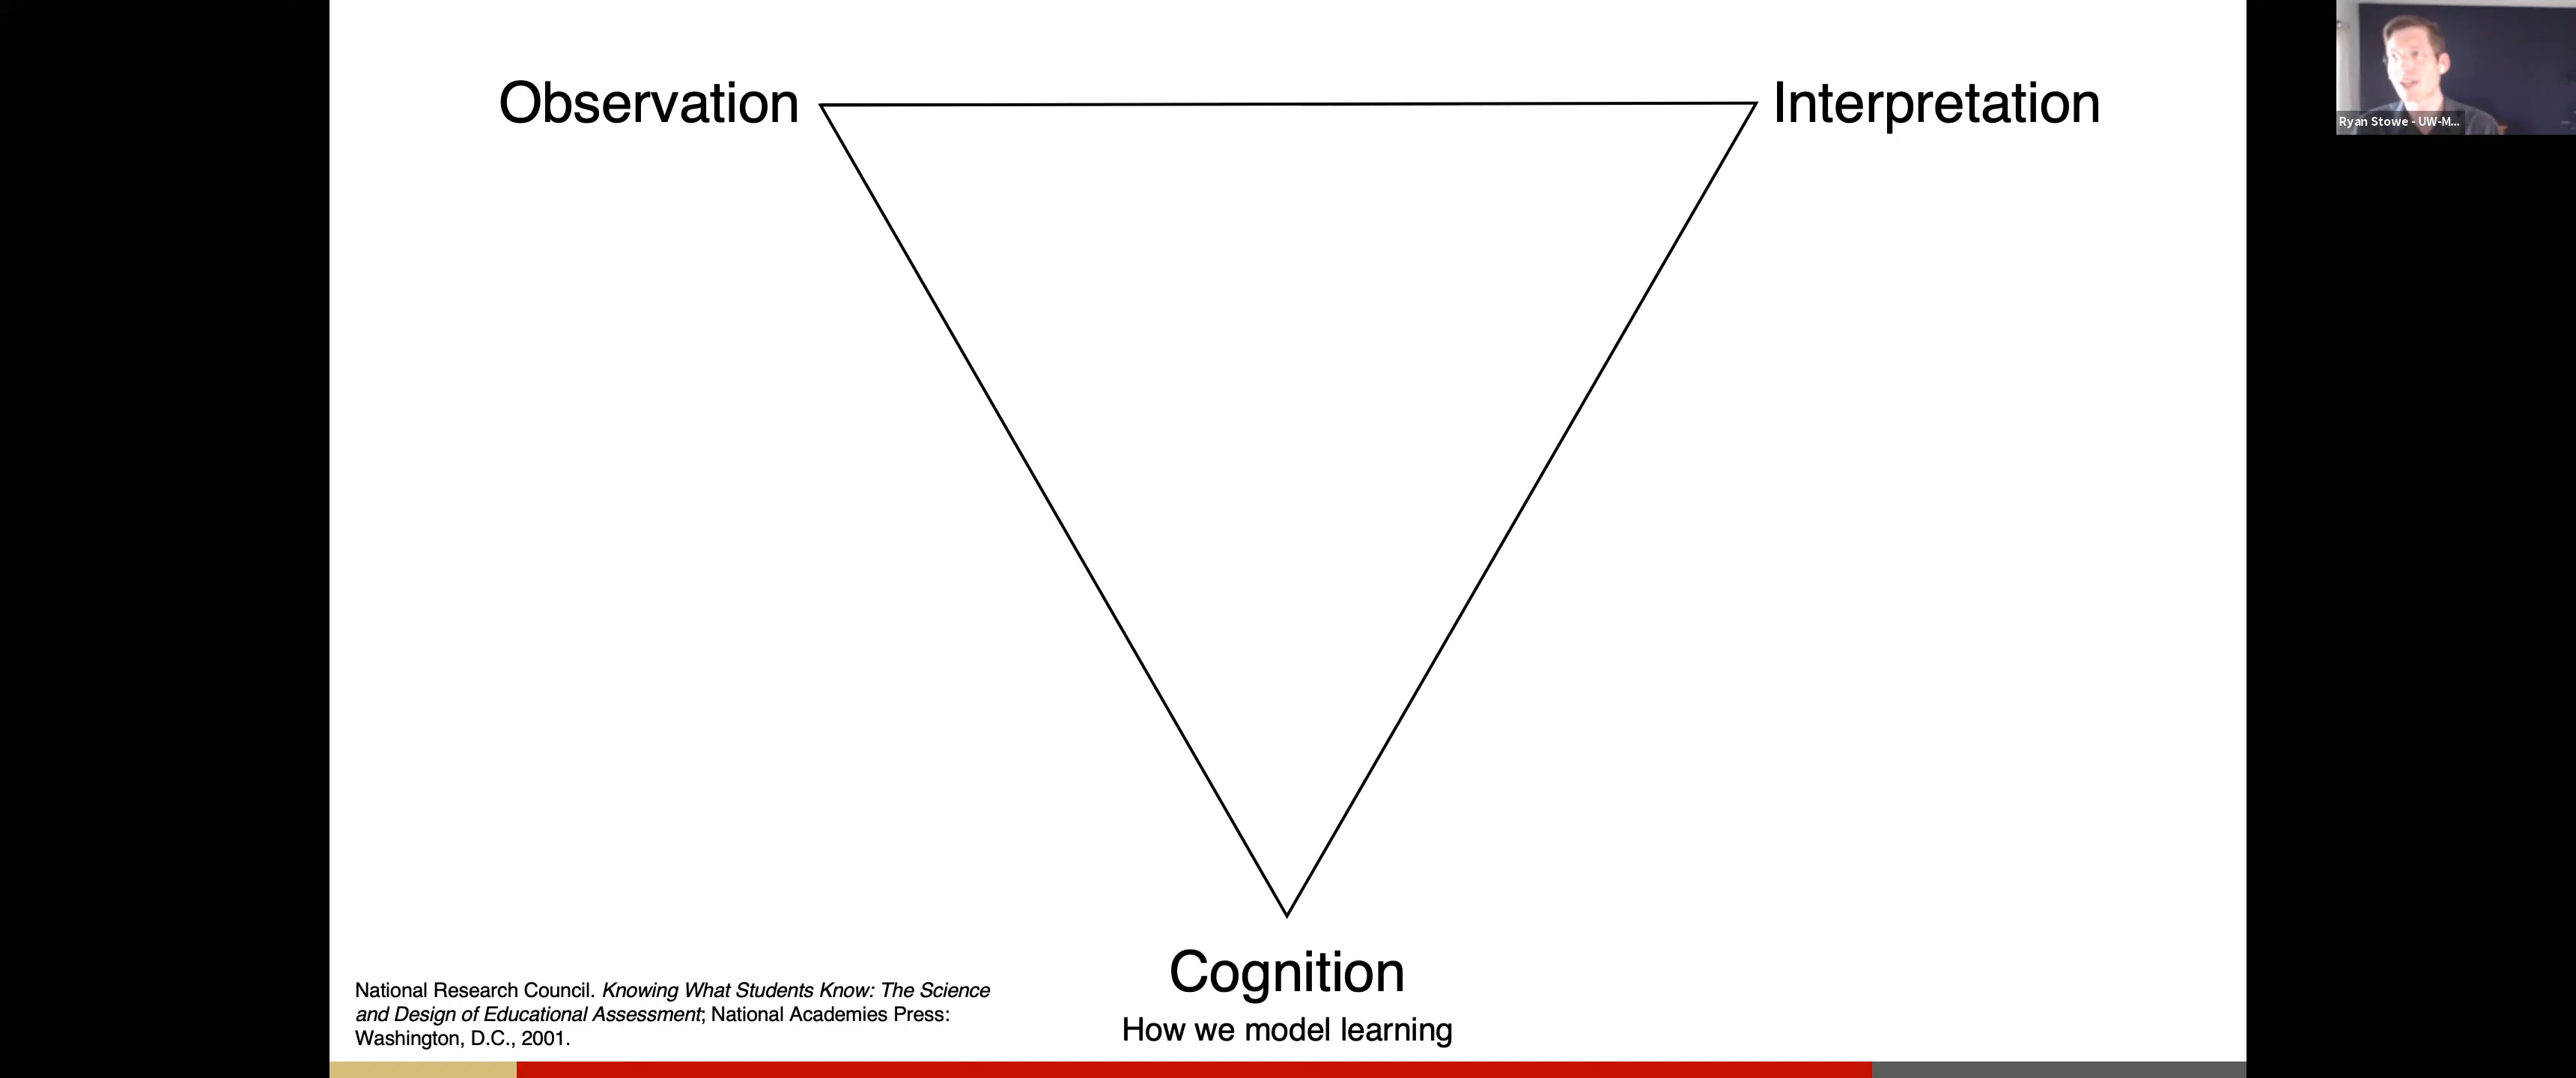 Observation
Interpretation
Ryan Stowe - UW-M...
Cognition
How we model learning
National Research Council. Knowing What Students Know: The Science
and Design of Educational Assessment; National Academies Press:
Washington, D.C., 2001.